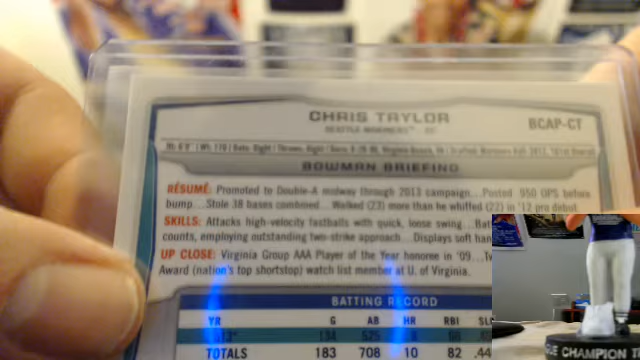 CHRIS TAYLOR
SEATTLE MARINERS
BCAP-CT
BOWMAN BRIEFING
RÉSUMÉ: Promoted to Double-A midway through 2013 campaign...Posted .950 OPS before
bump...Stole 38 bases combined...Walked (23) more than he whiffed (22) in '12 pro debut.
SKILLS: Attacks high-velocity fastballs with quick, loose swing...
counts, employing outstanding two-strike approach...Displays soft
UP CLOSE: Virginia Group AAA Player of the Year honoree in '09...
Award (nation's top shortstop) watch list member at U. of Virginia.
BATTING RECORD
YR G AB HR RBI
TOTALS 183 708 10 82 .44
CHAMPION